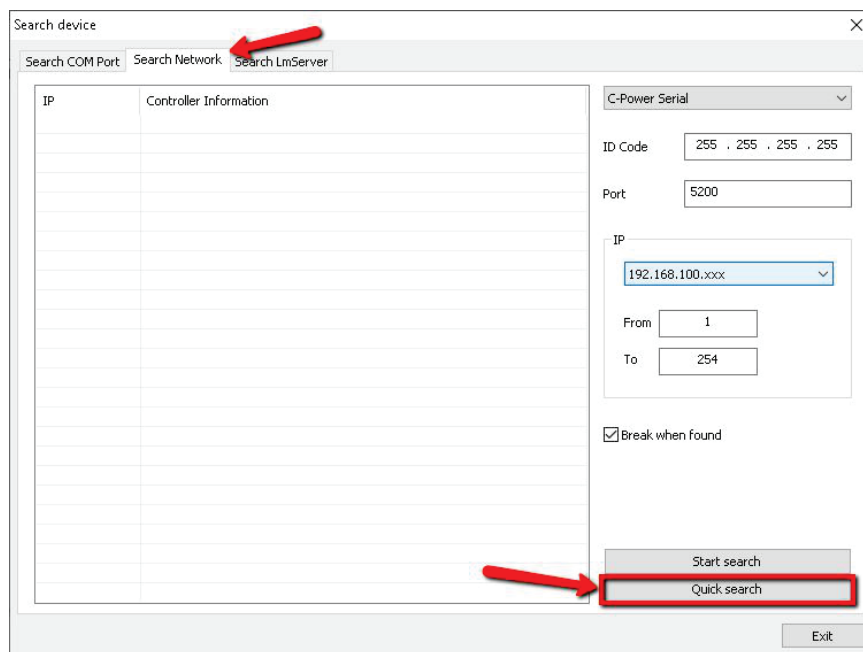 Search device
Search COM Port
Search Network
Search LmServer
IP
Controller Information
C-Power Serial
ID Code
255 . 255 . 255 . 255
Port
5200
IP
192.168.100.xxx
From
1
To
254
Break when found
Start search
Quick search
Exit